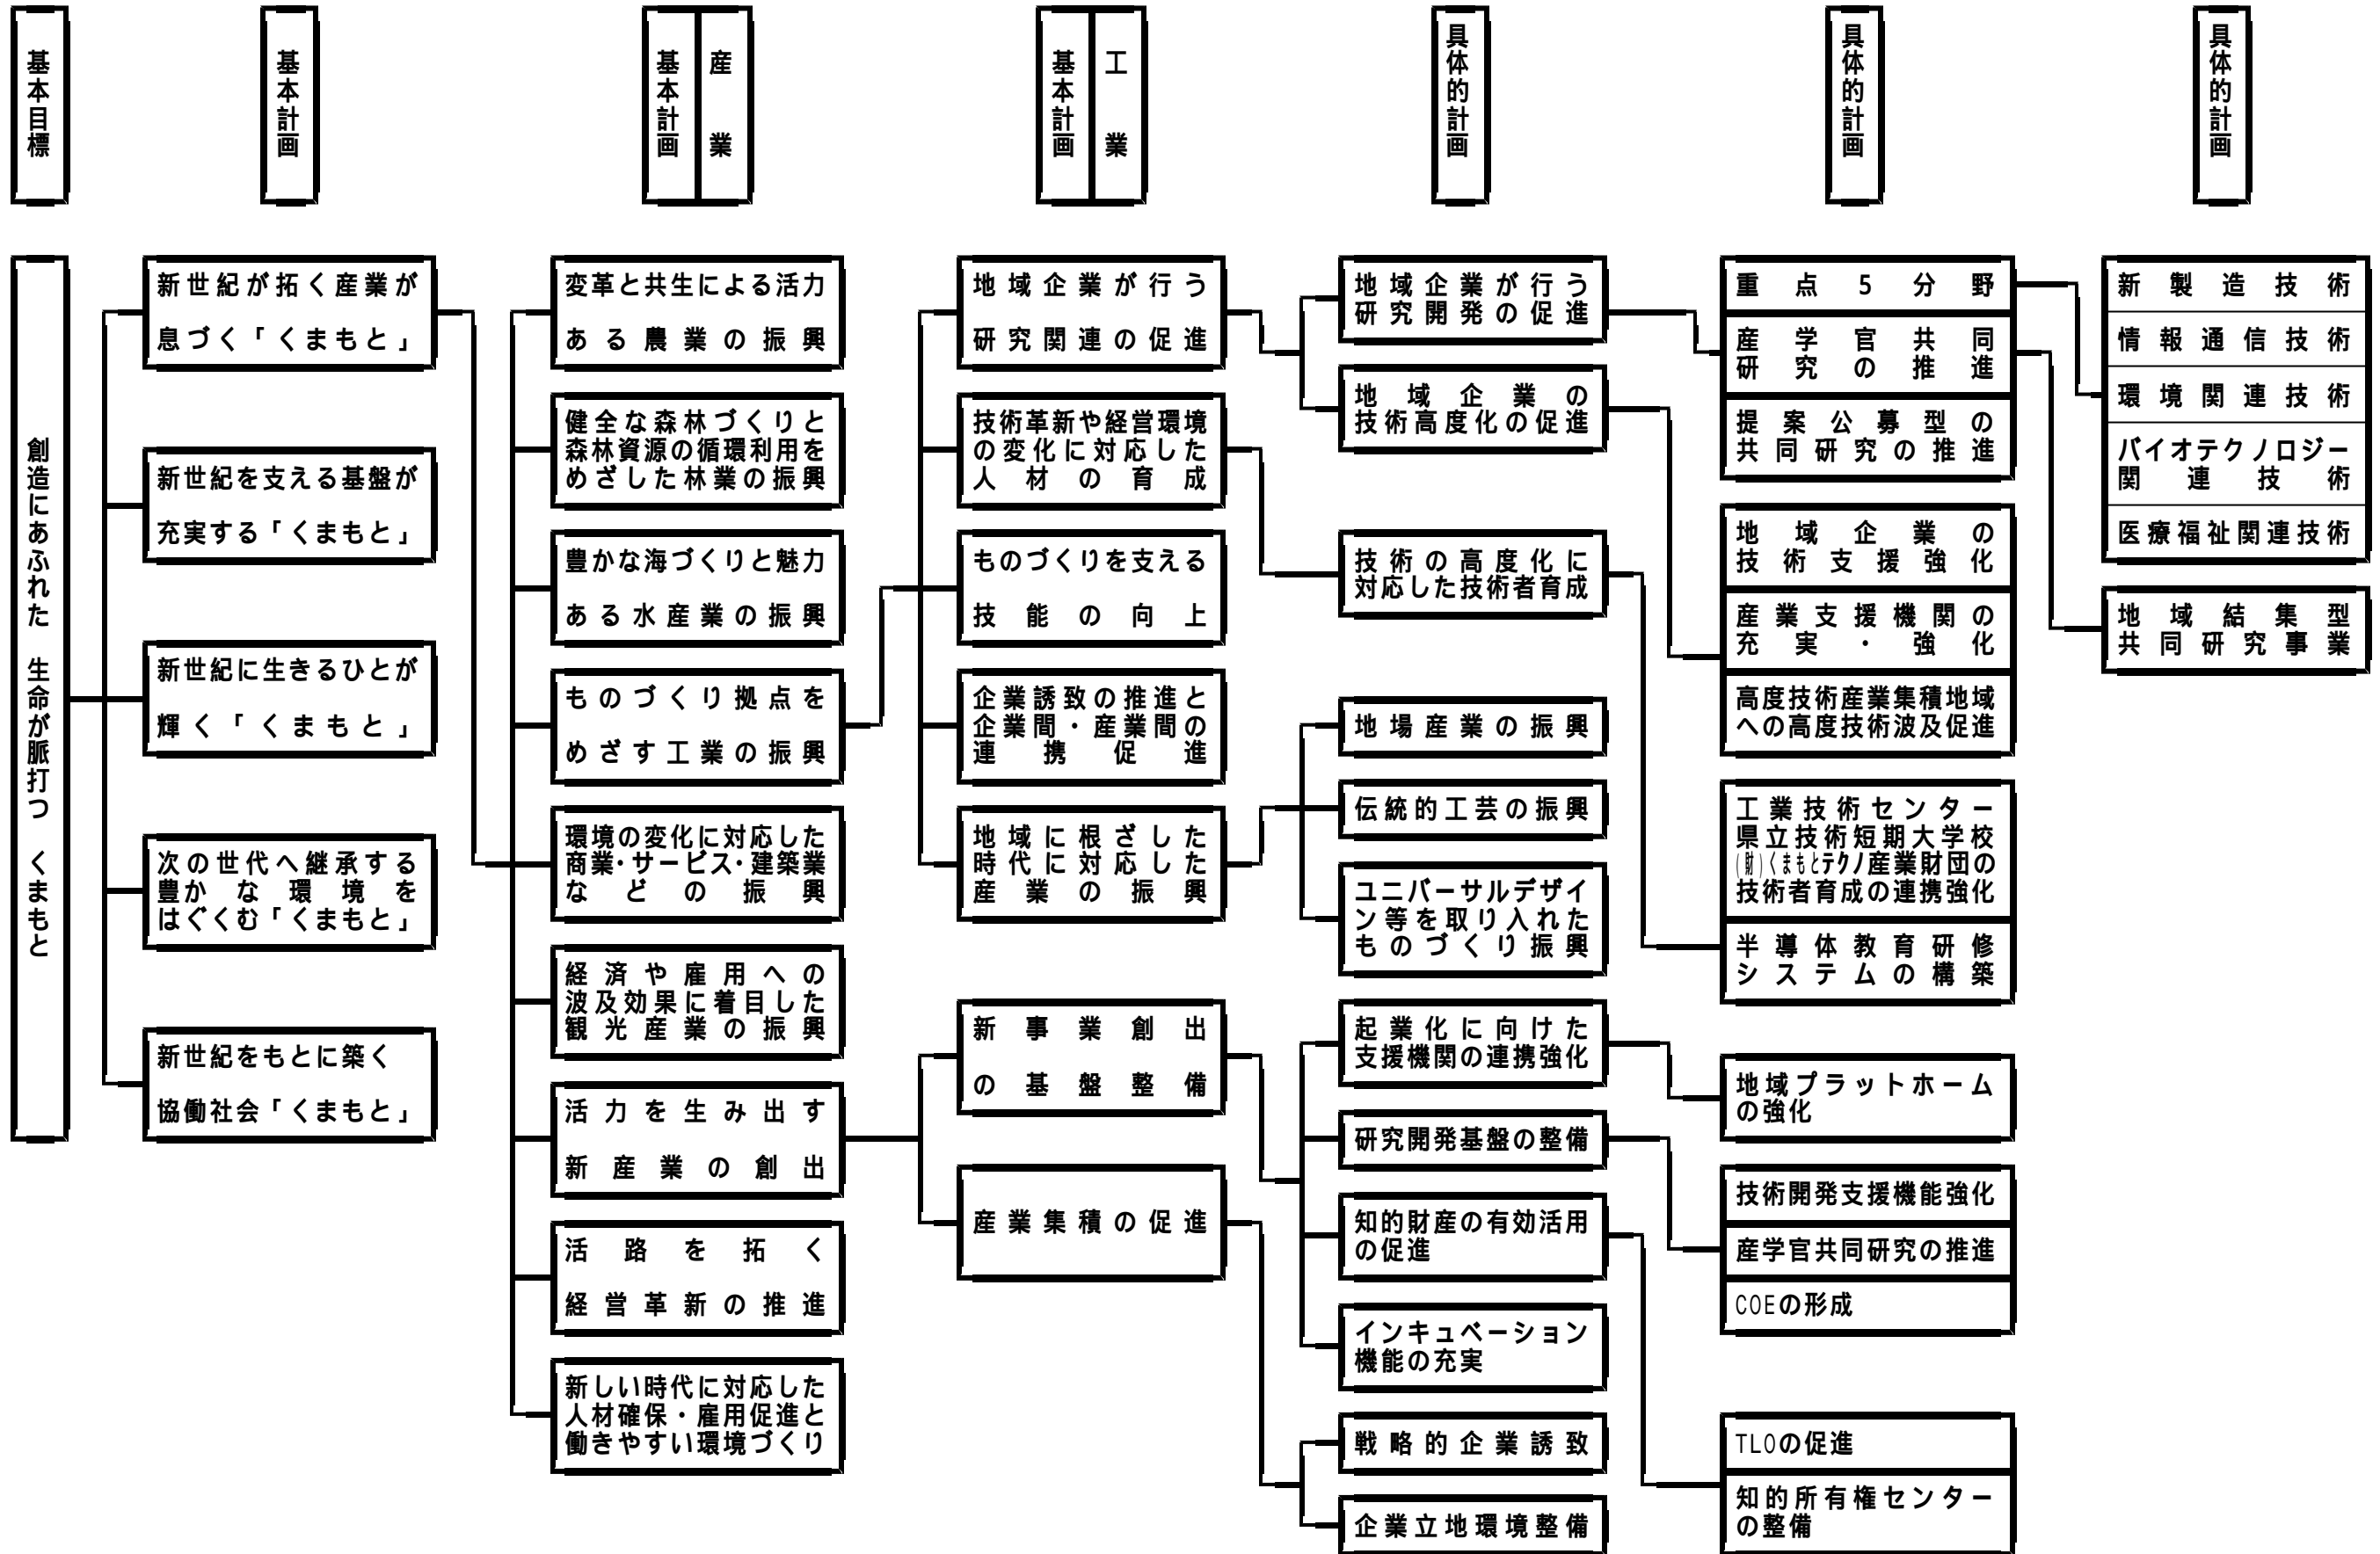 基本目標
基本計画
基本計画
産業
基本計画
工業
具体的計画
具体的計画
具体的計画
創造にあふれた 生命が脈打つ くまもと
新世紀が拓く産業が
息づく「くまもと」
新世紀を支える基盤が
充実する「くまもと」
新世紀に生きるひとが
輝く「くまもと」
次の世代へ継承する
豊かな環境を
はぐくむ「くまもと」
新世紀をもとに築く
協働社会「くまもと」
変革と共生による活力
ある農業の振興
健全な森林づくりと
森林資源の循環利用を
めざした林業の振興
豊かな海づくりと魅力
ある水産業の振興
ものづくり拠点を
めざす工業の振興
環境の変化に対応した
商業・サービス・建築業
などの振興
経済や雇用への
波及効果に着目した
観光産業の振興
活力を生み出す
新産業の創出
活路を拓く
経営革新の推進
新しい時代に対応した
人材確保・雇用促進と
働きやすい環境づくり
地域企業が行う
研究関連の促進
技術革新や経営環境
の変化に対応した
人材の育成
ものづくりを支える
技能の向上
企業誘致の推進と
企業間・産業間の
連携促進
地域に根ざした
時代に対応した
産業の振興
新事業創出
の基盤整備
産業集積の促進
地域企業が行う
研究開発の促進
地域企業の
技術高度化の促進
技術の高度化に
対応した技術者育成
地場産業の振興
伝統的工芸の振興
ユニバーサルデザイ
ン等を取り入れた
ものづくり振興
起業化に向けた
支援機関の連携強化
研究開発基盤の整備
知的財産の有効活用
の促進
インキュベーション
機能の充実
戦略的企業誘致
企業立地環境整備
重点5分野
産学官共同
研究の推進
提案公募型の
共同研究の推進
地域企業の
技術支援強化
産業支援機関の
充実・強化
高度技術産業集積地域
への高度技術波及促進
工業技術センター
県立技術短期大学校
(財)くまもとテクノ産業財団の
技術者育成の連携強化
半導体教育研修
システムの構築
地域プラットホーム
の強化
技術開発支援機能強化
産学官共同研究の推進
COEの形成
TLOの促進
知的所有権センター
の整備
新製造技術
情報通信技術
環境関連技術
バイオテクノロジー
関連技術
医療福祉関連技術
地域結集型
共同研究事業